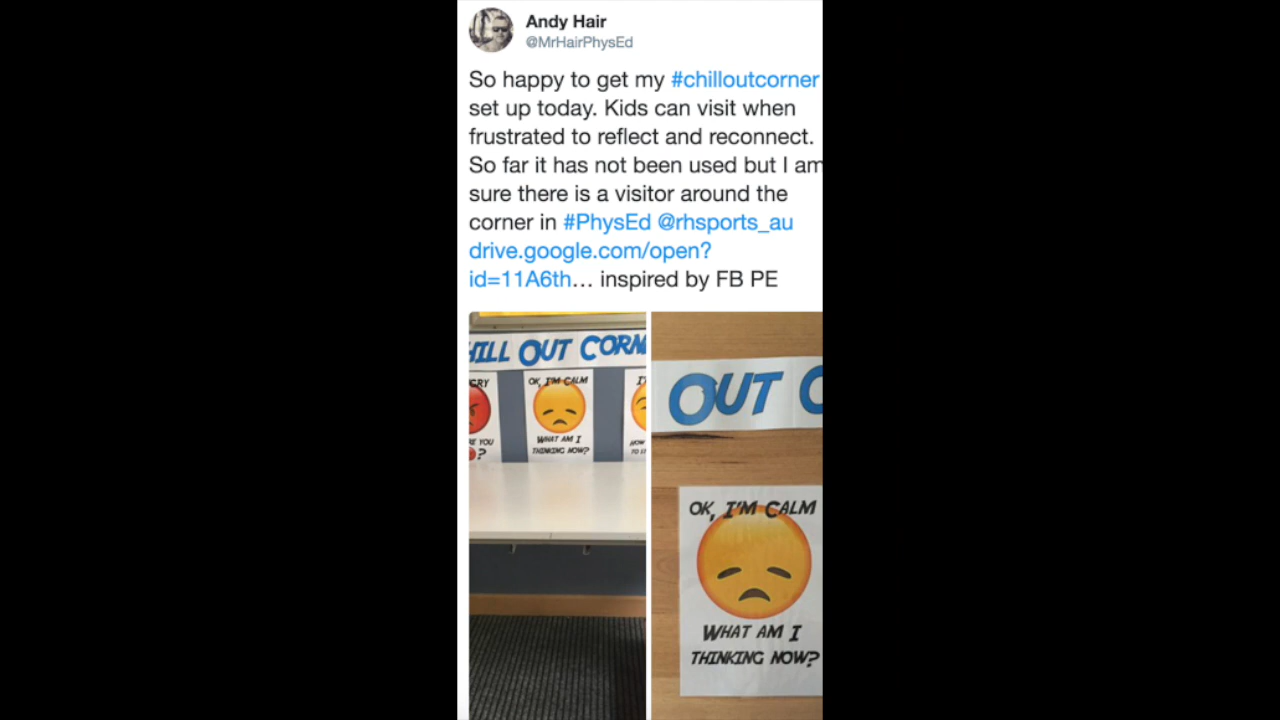 Andy Hair
@MrHairPhysEd
So happy to get my #chilloutcorner
set up today. Kids can visit when
frustrated to reflect and reconnect.
So far it has not been used but I am
sure there is a visitor around the
corner in #PhysEd @rhsports_au
drive.google.com/open?
id=11A6th... inspired by FB PE
HILL OUT CORN
OK, I'M CALM
WHAT AM I
THINKING NOW?
YOU
?
HOW
OUT C
OK, I'M CALM
WHAT AM I
THINKING NOW?